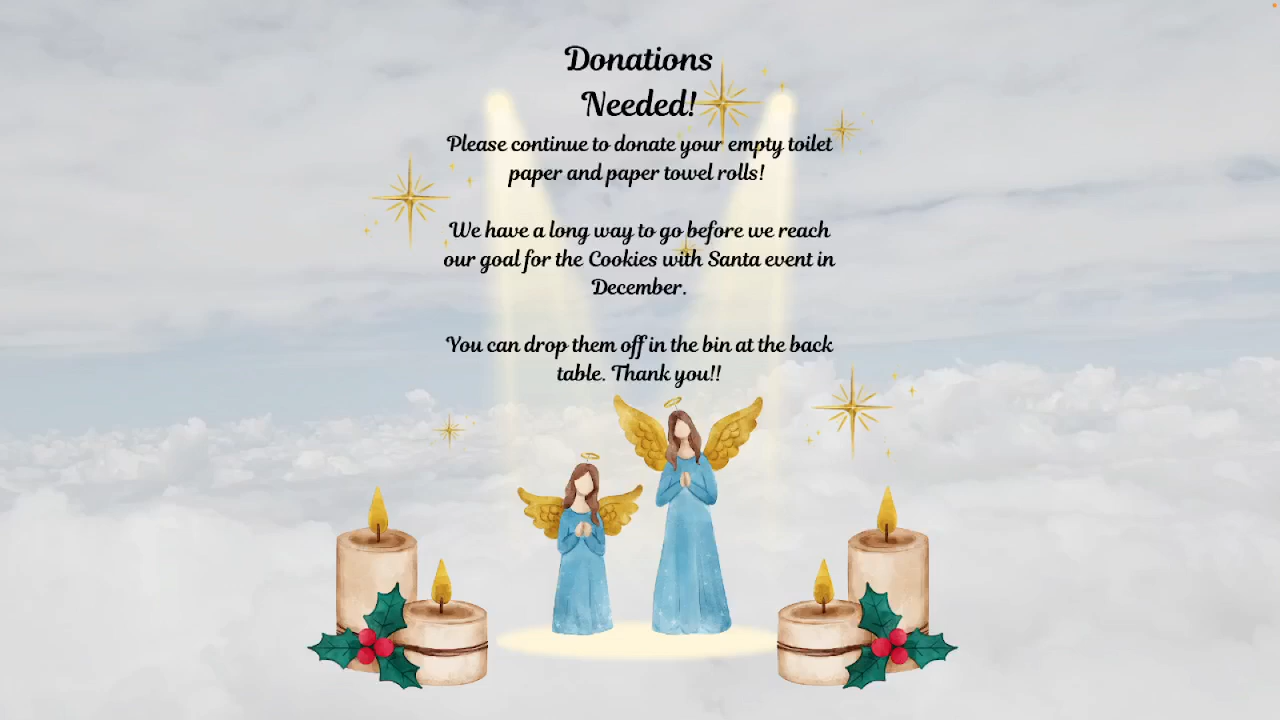 Donations
Needed!
Please continue to donate your empty toilet
paper and paper towel rolls!
We have a long way to go before we reach
our goal for the Cookies with Santa event in
December.
You can drop them off in the bin at the back
table. Thank you!!